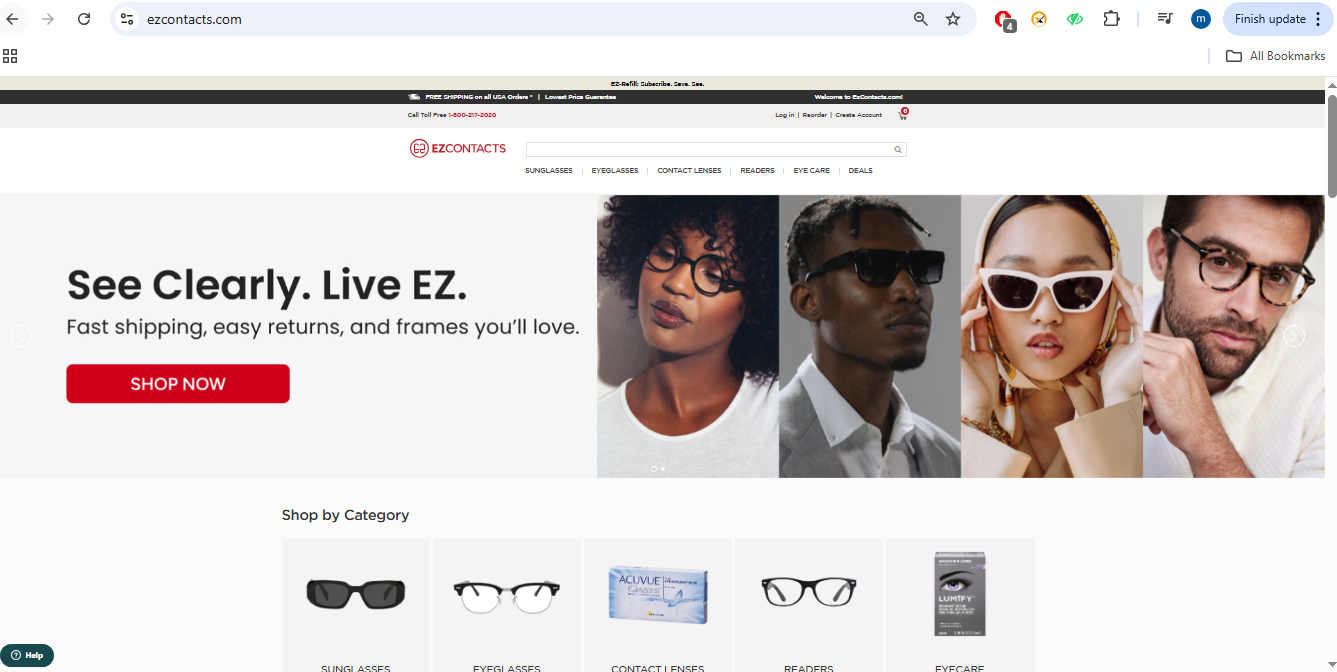 ezcontacts.com
4
m
Finish update
All Bookmarks
EZ-Refill: Subscribe. Save. See.
FREE SHIPPING on all USA Orders * | Lowest Price Guarantee
Welcome to EzContacts.com!
Call Toll Free 1-800-217-2020
Log in | Reorder | Create Account
0
EZCONTACTS
SUNGLASSES | EYEGLASSES | CONTACT LENSES | READERS | EYE CARE | DEALS
See Clearly. Live EZ.
Fast shipping, easy returns, and frames you'll love.
SHOP NOW
Shop by Category
ACUVUE
OASYS
LUMIFY
Help
SUNGLASSES
EYEGLASSES
CONTACT LENSES
READERS
EYECARE